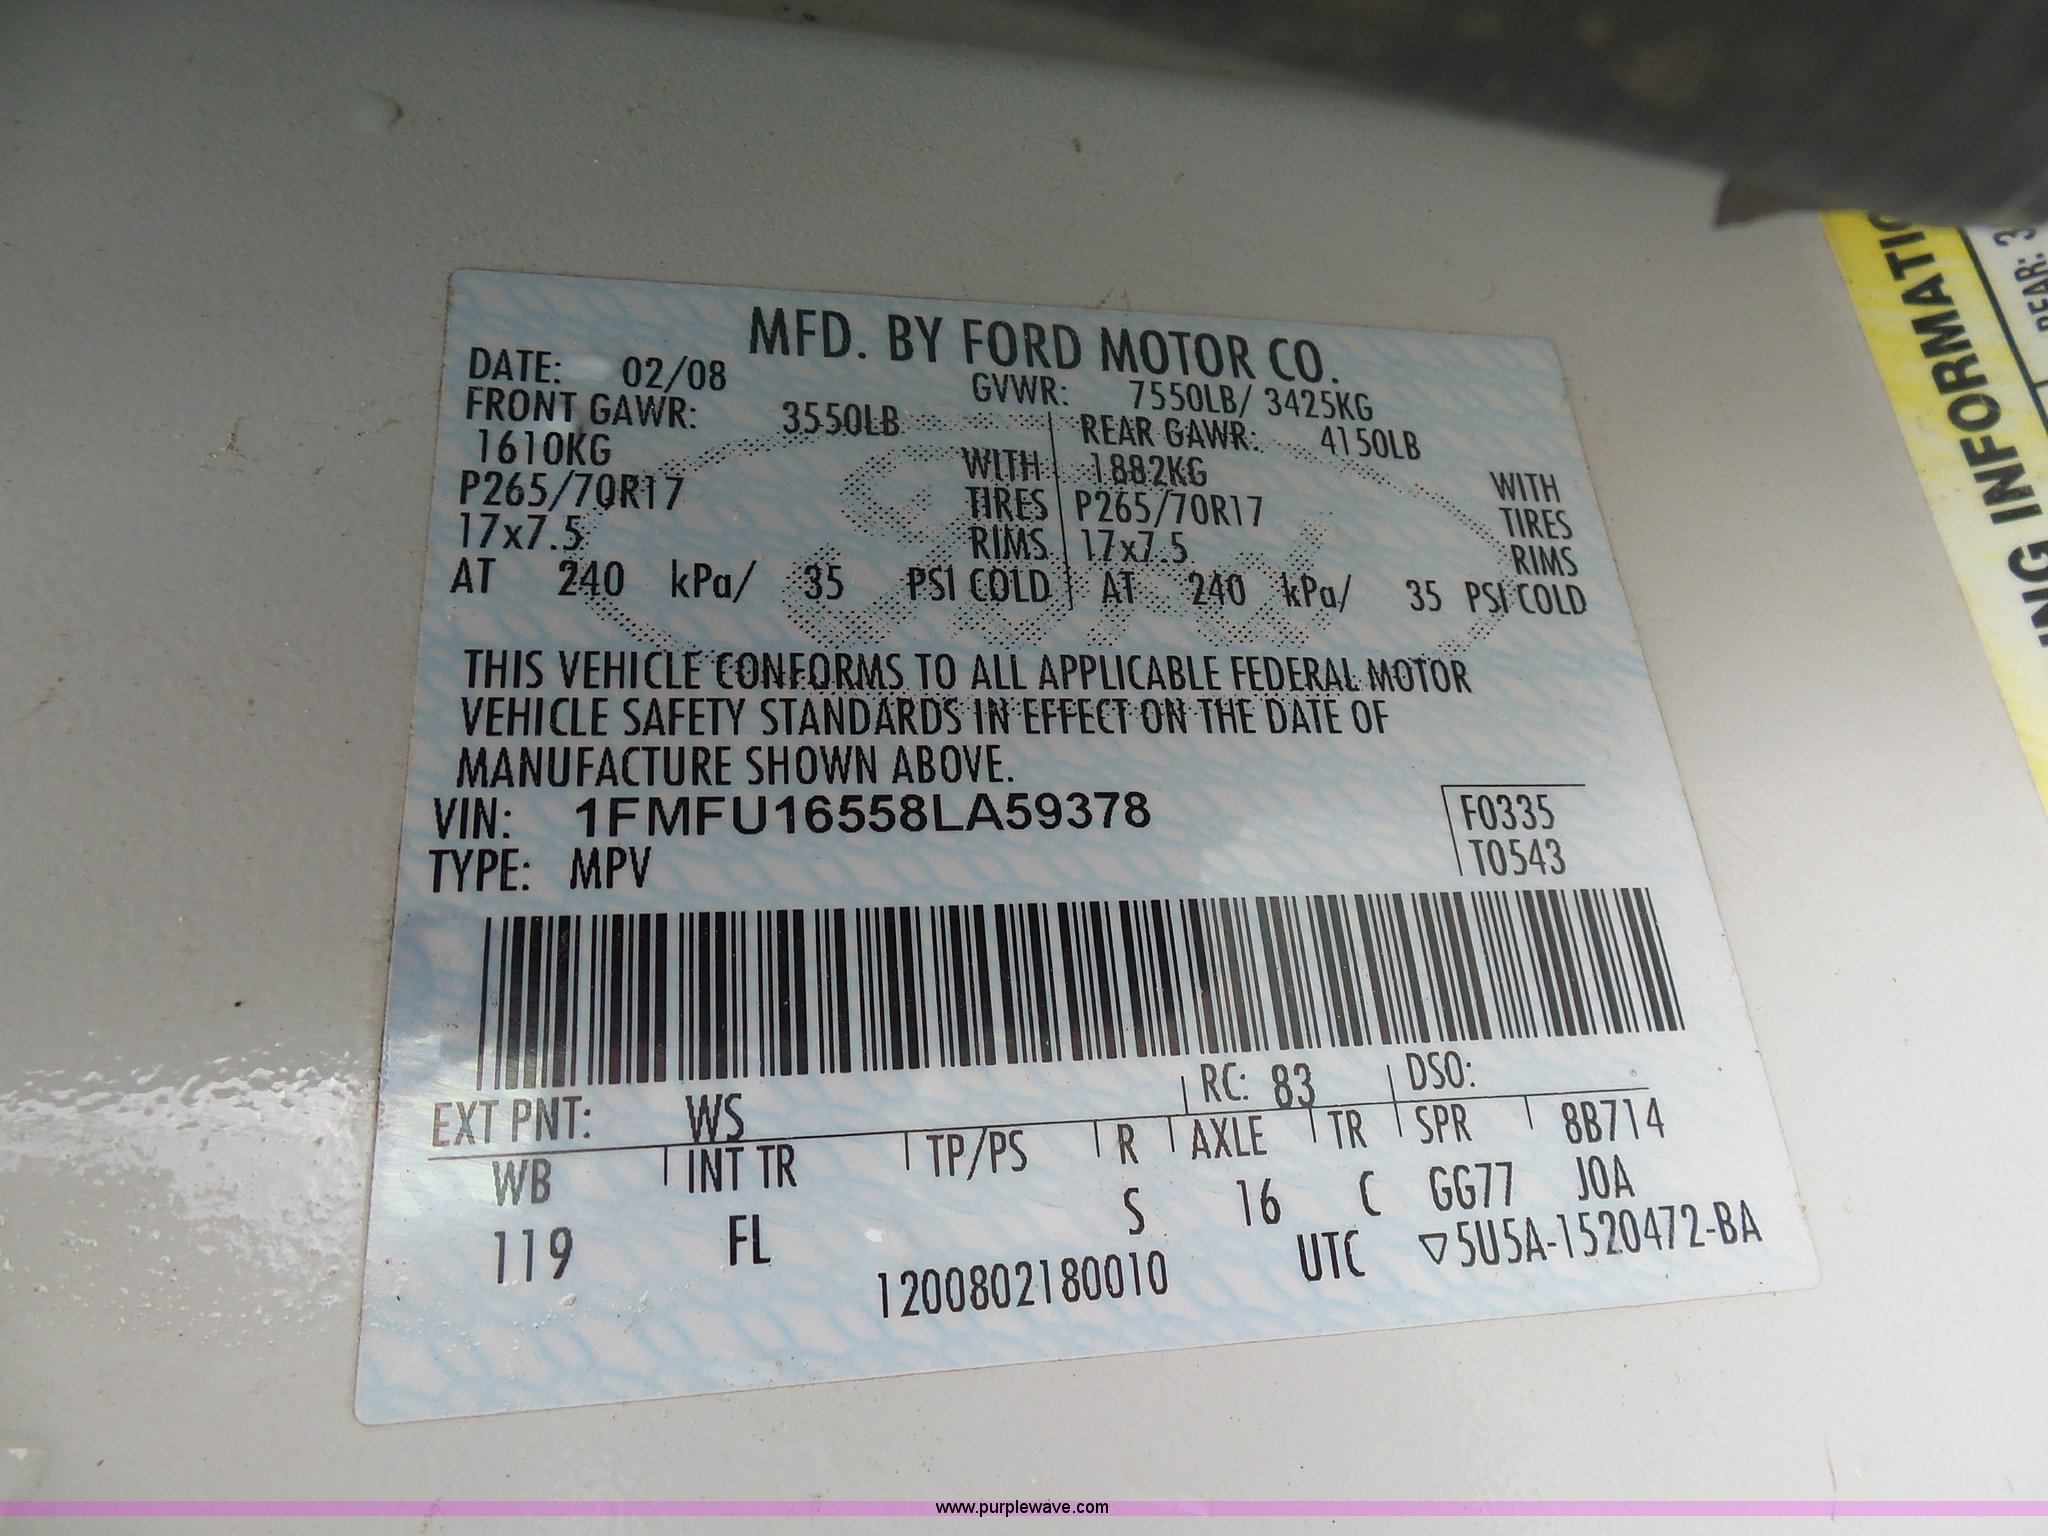 MFD. BY FORD MOTOR CO.
DATE: 02/08 GVWR: 7550LB/ 3425KG
FRONT GAWR: 3550LB REAR GAWR: 4150LB
1610KG WITH 1882KG WITH
P265/70R17 TIRES P265/70R17 TIRES
17x7.5 RIMS 17x7.5 RIMS
AT 240 kPa/ 35 PSI COLD AT 240 kPa/ 35 PSI COLD
THIS VEHICLE CONFORMS TO ALL APPLICABLE FEDERAL MOTOR
VEHICLE SAFETY STANDARDS IN EFFECT ON THE DATE OF
MANUFACTURE SHOWN ABOVE.
VIN: 1FMFU16558LA59378 F0335
TYPE: MPV T0543
EXT PNT: WS RC: 83 DSO:
WB INT TR TP/PS R AXLE TR SPR 8B714
119 FL S 16 C GG77 J0A
1200802180010 UTC ▽5U5A-1520472-BA
NG INFORMATIO
REAR: 3
www.purplewave.com